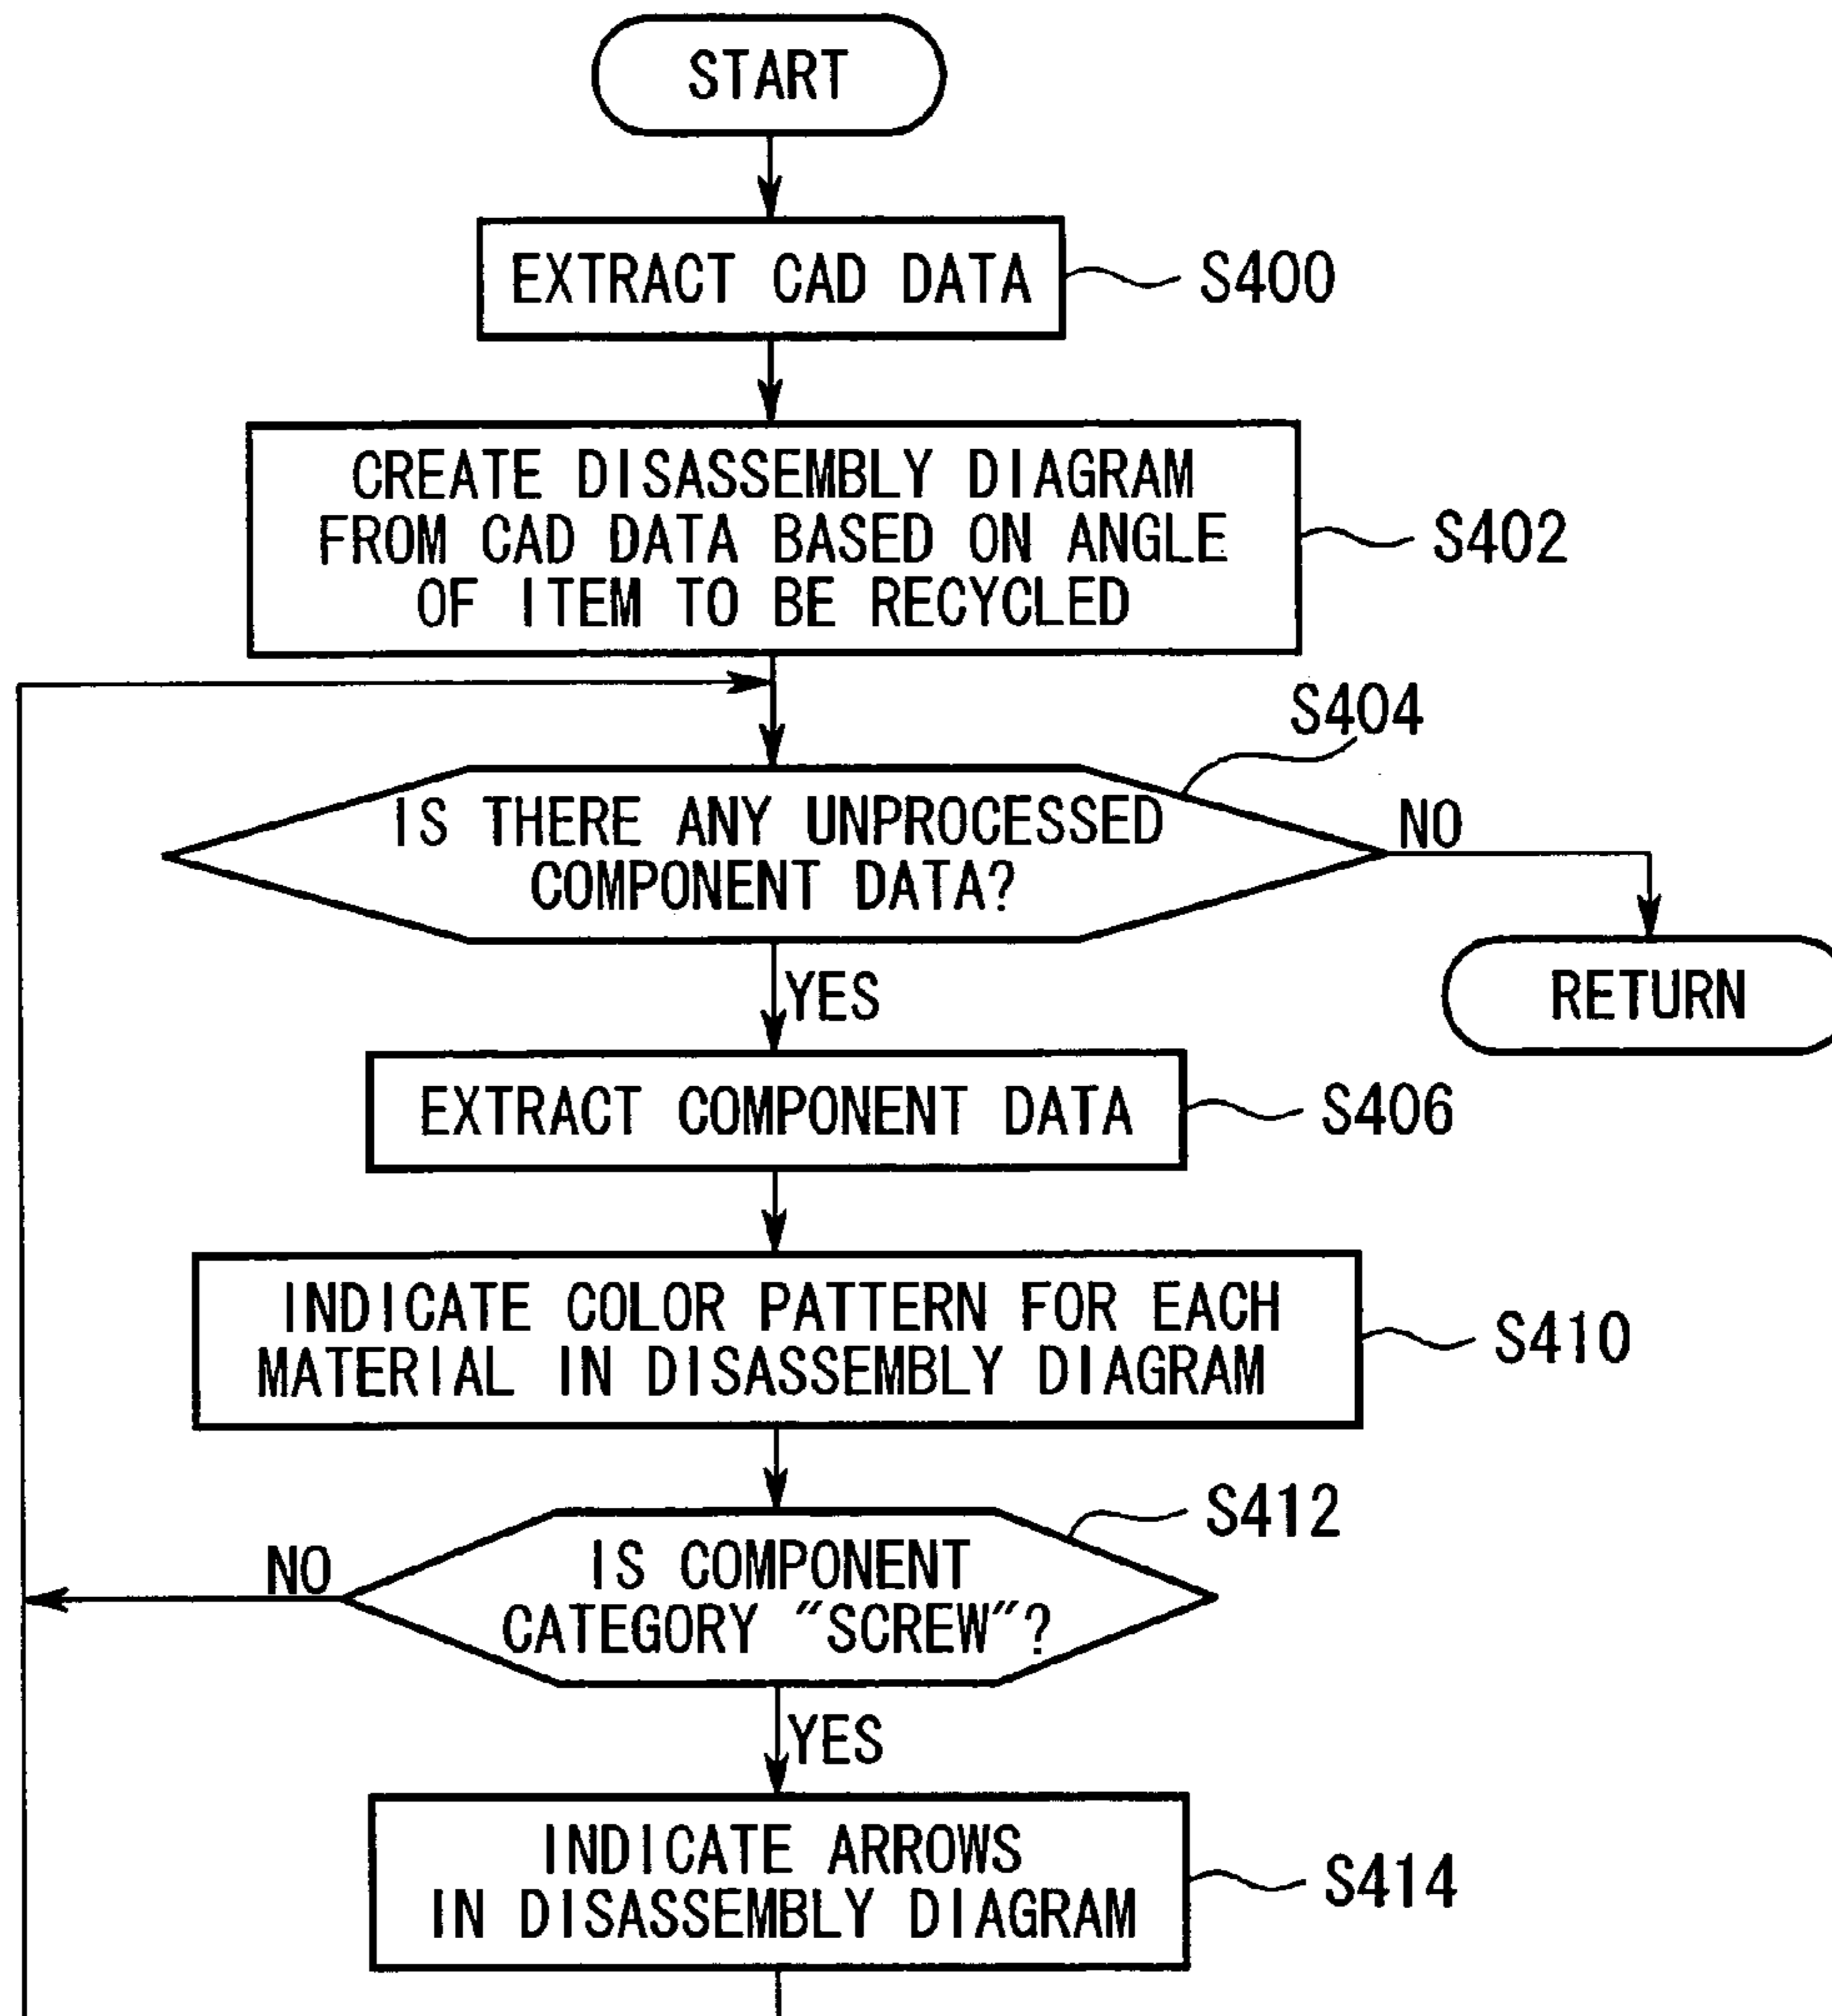 START
EXTRACT CAD DATA
S400
CREATE DISASSEMBLY DIAGRAM
FROM CAD DATA BASED ON ANGLE
OF ITEM TO BE RECYCLED
S402
S404
IS THERE ANY UNPROCESSED
COMPONENT DATA?
NO
YES
RETURN
EXTRACT COMPONENT DATA
S406
INDICATE COLOR PATTERN FOR EACH
MATERIAL IN DISASSEMBLY DIAGRAM
S410
S412
IS COMPONENT
CATEGORY "SCREW"?
NO
YES
INDICATE ARROWS
IN DISASSEMBLY DIAGRAM
S414